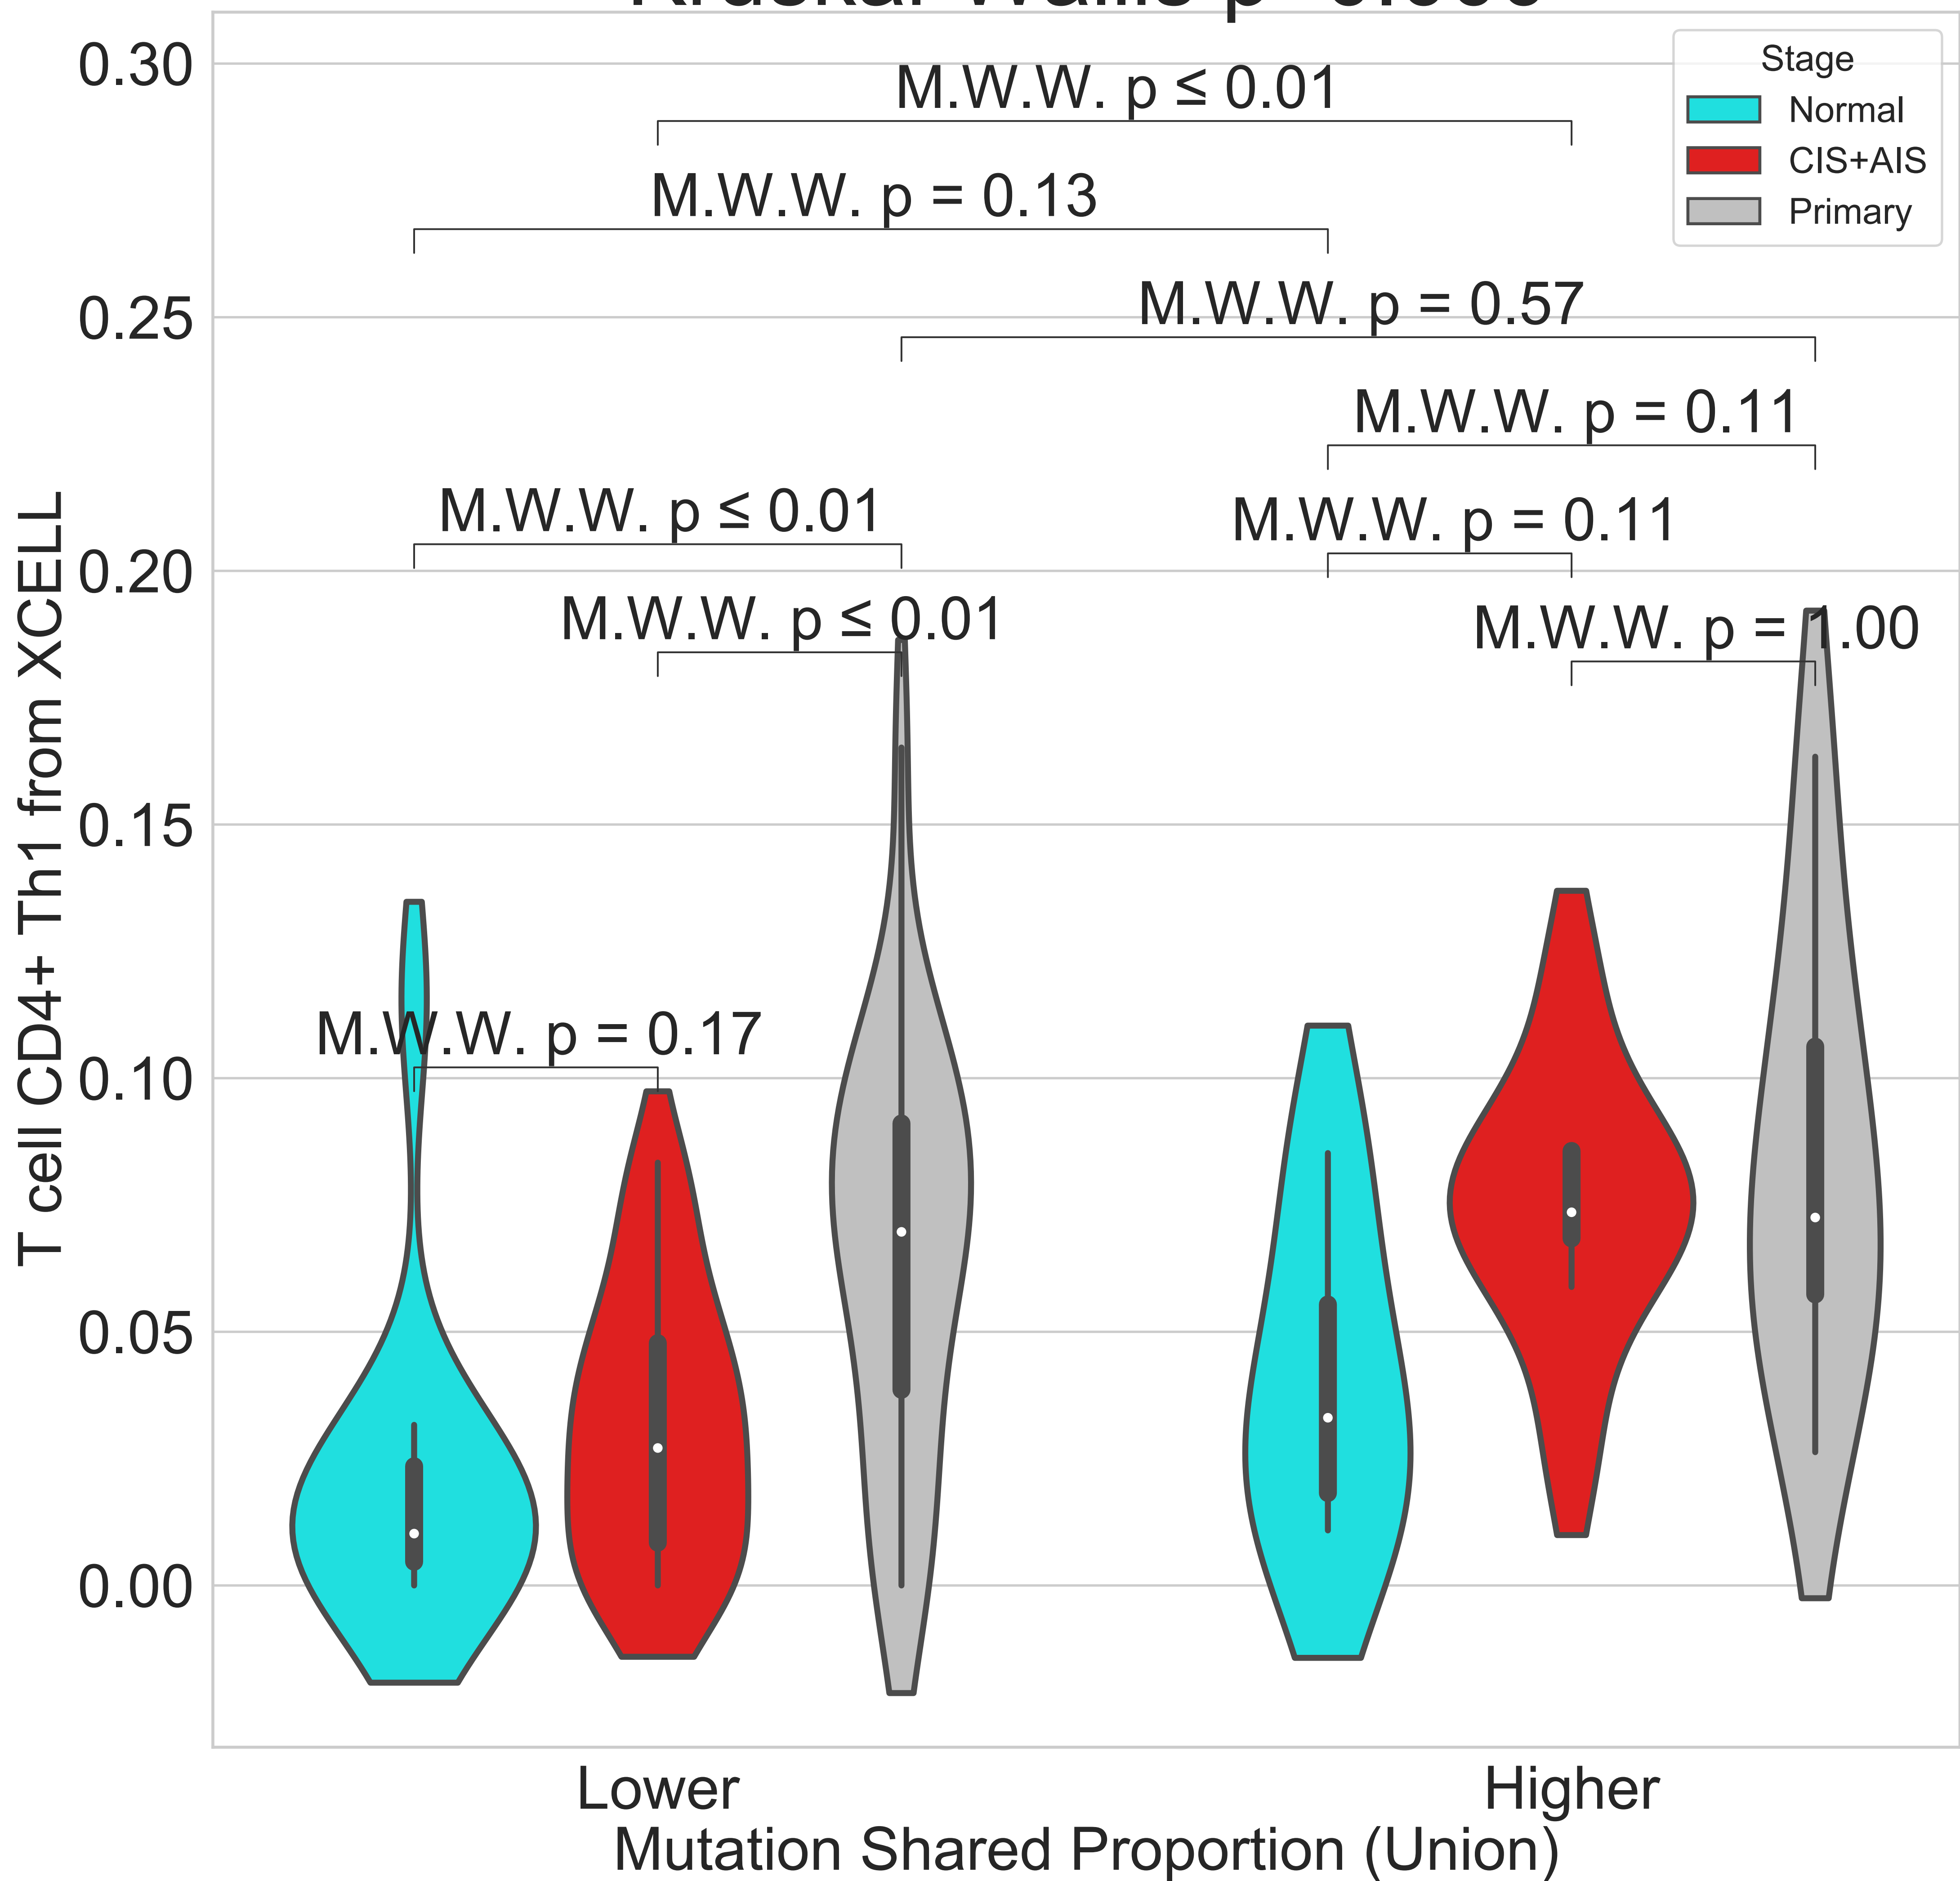 0.30
0.25
0.20
0.15
0.10
0.05
0.00
T cell CD4+ Th1 from XCELL
Stage
Normal
CIS+AIS
Primary
M.W.W. p ≤ 0.01
M.W.W. p = 0.13
M.W.W. p = 0.57
M.W.W. p = 0.11
M.W.W. p ≤ 0.01
M.W.W. p = 0.11
M.W.W. p ≤ 0.01
M.W.W. p = 1.00
M.W.W. p = 0.17
Lower
Higher
Mutation Shared Proportion (Union)